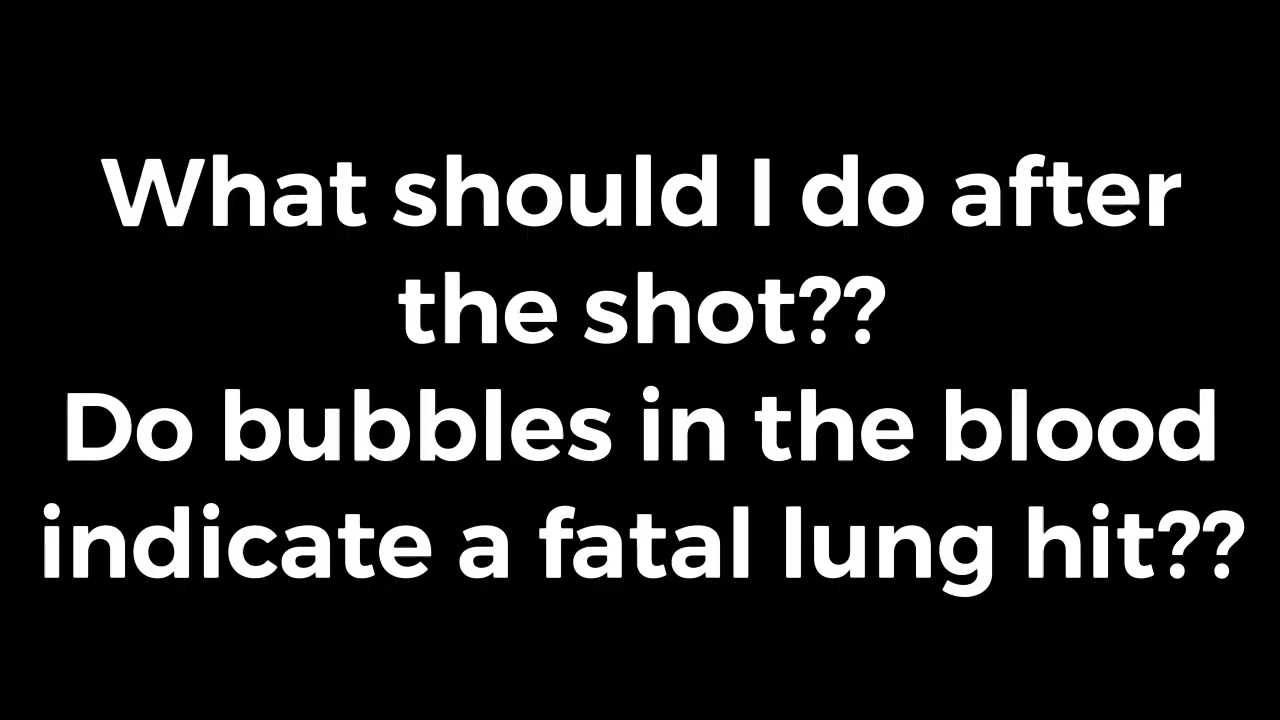 What should I do after
the shot??
Do bubbles in the blood
indicate a fatal lung hit??